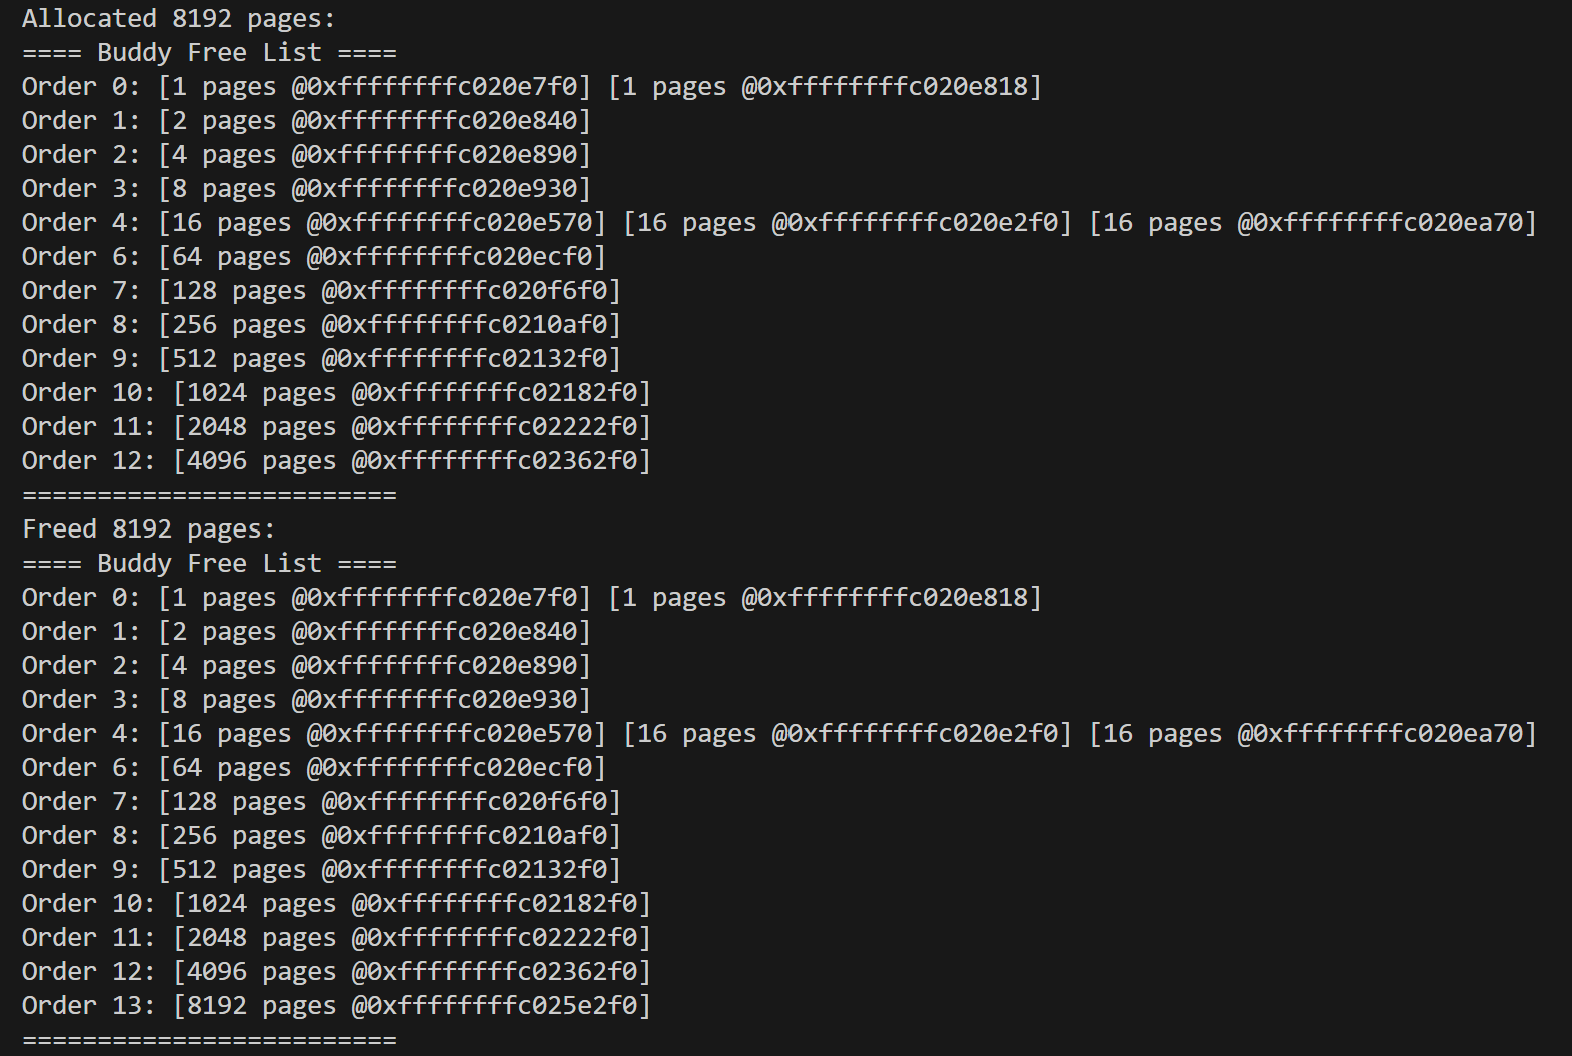 Allocated 8192 pages:
==== Buddy Free List ====
Order 0: [1 pages @0xffffffffc020e7f0] [1 pages @0xffffffffc020e818]
Order 1: [2 pages @0xffffffffc020e840]
Order 2: [4 pages @0xffffffffc020e890]
Order 3: [8 pages @0xffffffffc020e930]
Order 4: [16 pages @0xffffffffc020e570] [16 pages @0xffffffffc020e2f0] [16 pages @0xffffffffc020ea70]
Order 6: [64 pages @0xffffffffc020ecf0]
Order 7: [128 pages @0xffffffffc020f6f0]
Order 8: [256 pages @0xffffffffc0210af0]
Order 9: [512 pages @0xffffffffc02132f0]
Order 10: [1024 pages @0xffffffffc02182f0]
Order 11: [2048 pages @0xffffffffc02222f0]
Order 12: [4096 pages @0xffffffffc02362f0]
=========================
Freed 8192 pages:
==== Buddy Free List ====
Order 0: [1 pages @0xffffffffc020e7f0] [1 pages @0xffffffffc020e818]
Order 1: [2 pages @0xffffffffc020e840]
Order 2: [4 pages @0xffffffffc020e890]
Order 3: [8 pages @0xffffffffc020e930]
Order 4: [16 pages @0xffffffffc020e570] [16 pages @0xffffffffc020e2f0] [16 pages @0xffffffffc020ea70]
Order 6: [64 pages @0xffffffffc020ecf0]
Order 7: [128 pages @0xffffffffc020f6f0]
Order 8: [256 pages @0xffffffffc0210af0]
Order 9: [512 pages @0xffffffffc02132f0]
Order 10: [1024 pages @0xffffffffc02182f0]
Order 11: [2048 pages @0xffffffffc02222f0]
Order 12: [4096 pages @0xffffffffc02362f0]
Order 13: [8192 pages @0xffffffffc025e2f0]
=========================